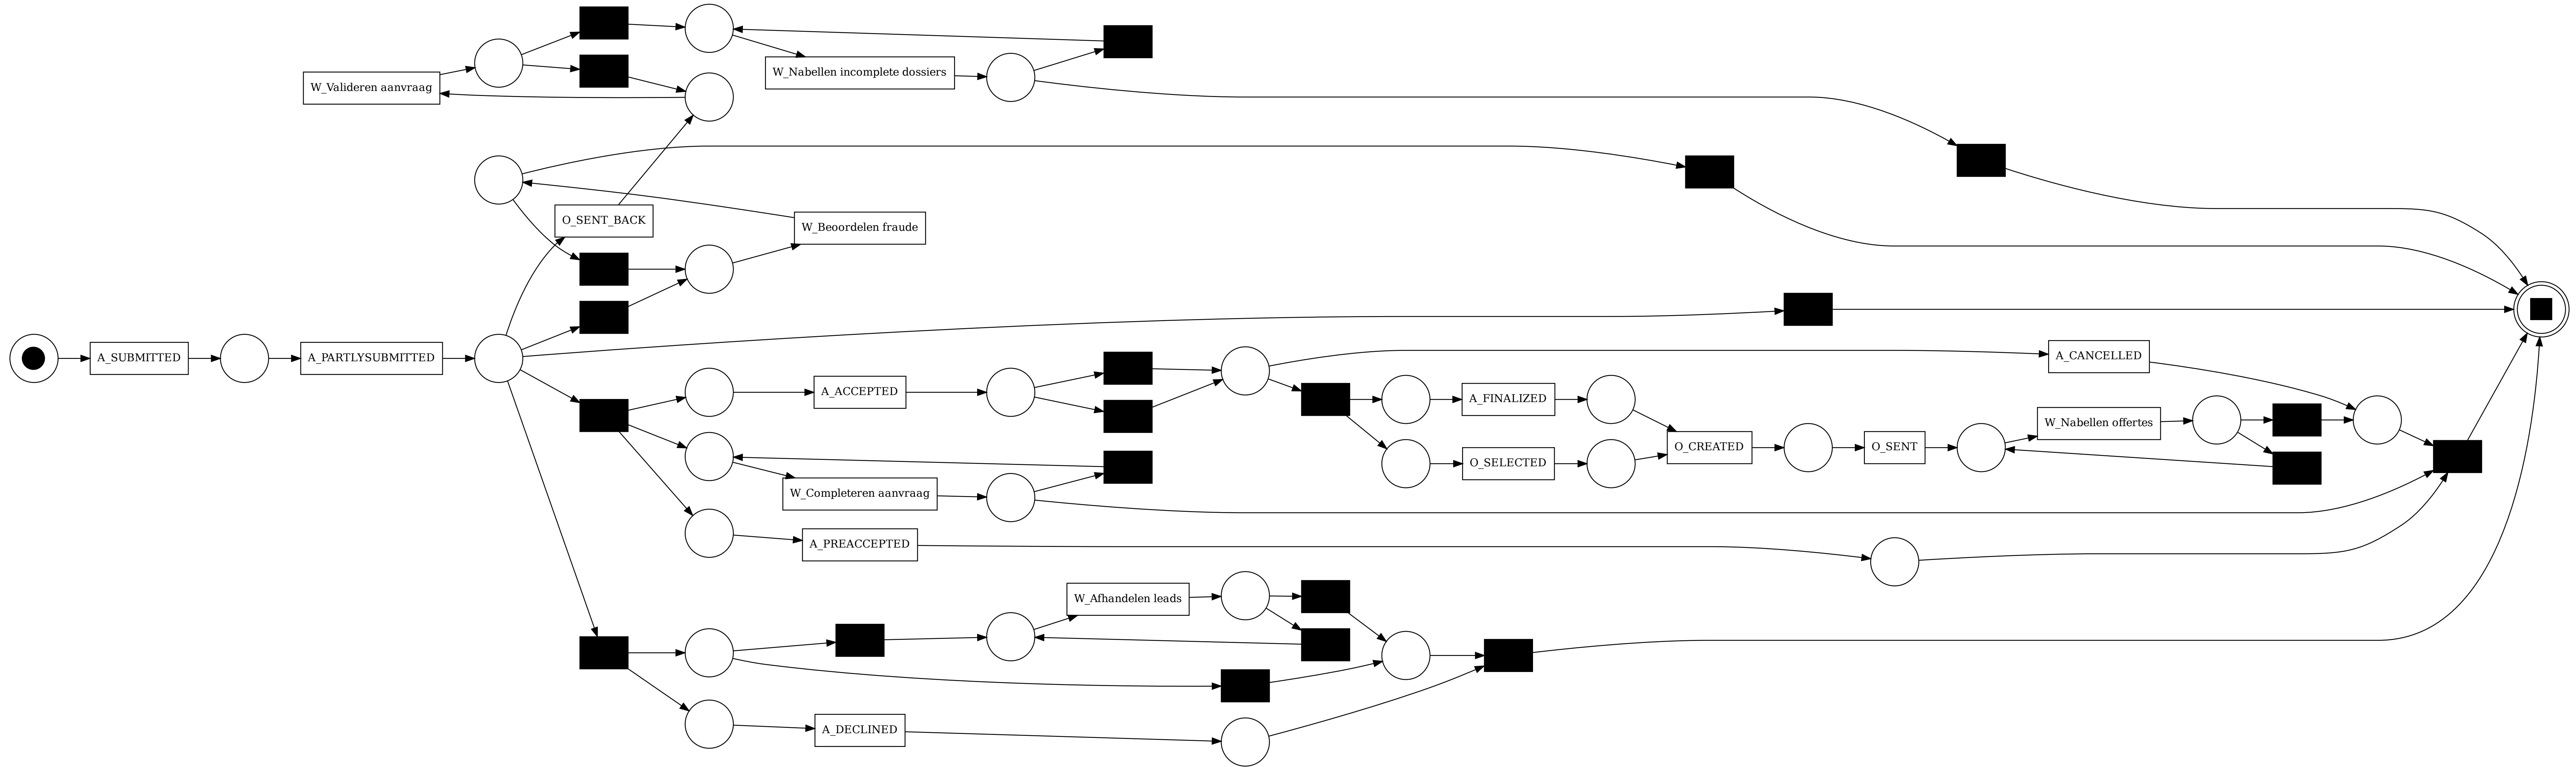 W_Valideren aanvraag
W_Nabellen incomplete dossiers
O_SENT_BACK
W_Beoordelen fraude
A_SUBMITTED
A_PARTLYSUBMITTED
A_CANCELLED
A_ACCEPTED
A_FINALIZED
W_Nabellen offertes
O_CREATED
O_SENT
O_SELECTED
W_Completeren aanvraag
A_PREACCEPTED
W_Afhandelen leads
A_DECLINED